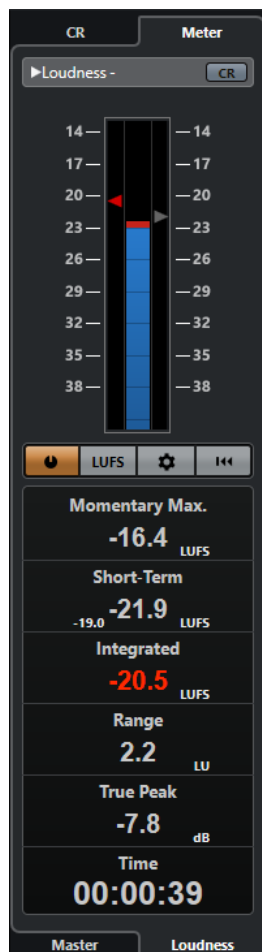 CR Meter
Loudness - CR
14 14
17 17
20 20
23 23
26 26
29 29
32 32
35 35
38 38
LUFS
Momentary Max.
-16.4 LUFS
Short-Term
-19.0 -21.9 LUFS
Integrated
-20.5 LUFS
Range
2.2 LU
True Peak
-7.8 dB
Time
00:00:39
Master Loudness